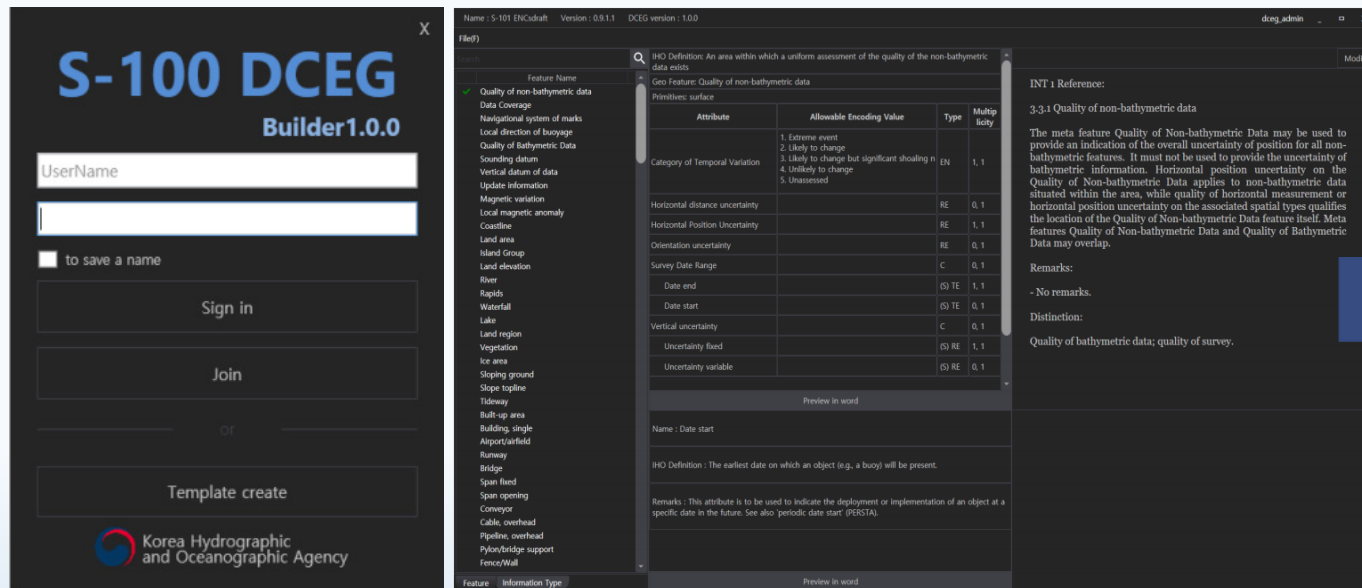 X
S-100 DCEG
Builder1.0.0
UserName
to save a name
Sign in
Join
or
Template create
Korea Hydrographic
and Oceanographic Agency
Name : S-101 ENCsdraft Version : 0.9.1.1 DCEG version : 1.0.0 dceg_admin
File(F)
Search
Feature Name
Quality of non-bathymetric data
Data Coverage
Navigational system of marks
Local direction of buoyage
Quality of Bathymetric Data
Sounding datum
Vertical datum of data
Update information
Magnetic variation
Local magnetic anomaly
Coastline
Land area
Island Group
Land elevation
River
Rapids
Waterfall
Lake
Land region
Vegetation
Ice area
Sloping ground
Slope topline
Tideway
Built-up area
Building, single
Airport/airfield
Runway
Bridge
Span fixed
Span opening
Conveyor
Cable, overhead
Pipeline, overhead
Pylon/bridge support
Fence/Wall
Feature Information Type
IHO Definition: An area within which a uniform assessment of the quality of the non-bathymetric
data exists
Geo Feature: Quality of non-bathymetric data
Primitives: surface
Attribute Allowable Encoding Value Type Multip
licity
Category of Temporal Variation
1. Extreme event
2. Likely to change
3. Likely to change but significant shoaling n
4. Unlikely to change
5. Unassessed
EN 1, 1
Horizontal distance uncertainty RE 0, 1
Horizontal Position Uncertainty RE 1, 1
Orientation uncertainty RE 0, 1
Survey Date Range C 0, 1
Date end (S) TE 1, 1
Date start (S) TE 0, 1
Vertical uncertainty C 0, 1
Uncertainty fixed (S) RE 1, 1
Uncertainty variable (S) RE 0, 1
Preview in word
Name : Date start
IHO Definition : The earliest date on which an object (e.g., a buoy) will be present.
Remarks : This attribute is to be used to indicate the deployment or implementation of an object at a
specific date in the future. See also 'periodic date start' (PERSTA).
Preview in word
Modi
INT 1 Reference:
3.3.1 Quality of non-bathymetric data
The meta feature Quality of Non-bathymetric Data may be used to
provide an indication of the overall uncertainty of position for all non-
bathymetric features. It must not be used to provide the uncertainty of
bathymetric information. Horizontal position uncertainty on the
Quality of Non-bathymetric Data applies to non-bathymetric data
situated within the area, while quality of horizontal measurement or
horizontal position uncertainty on the associated spatial types qualifies
the location of the Quality of Non-bathymetric Data feature itself. Meta
features Quality of Non-bathymetric Data and Quality of Bathymetric
Data may overlap.
Remarks:
- No remarks.
Distinction:
Quality of bathymetric data; quality of survey.